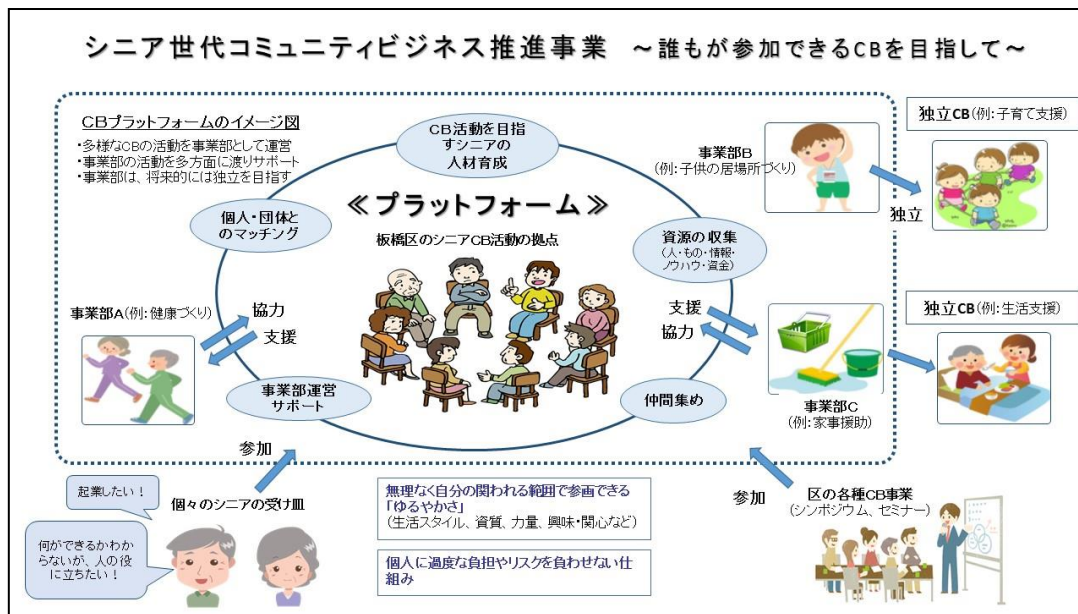 シニア世代コミュニティビジネス推進事業 ～誰もが参加できるCBを目指して～
CBプラットフォームのイメージ図
・多様なCBの活動を事業部として運営
・事業部の活動を多方面に渡りサポート
・事業部は、将来的には独立を目指す
CB活動を目指
すシニアの
人材育成
個人・団体と
のマッチング
≪プラットフォーム≫
板橋区のシニアCB活動の拠点
資源の収集
(人・もの・情報・
ノウハウ・資金)
事業部B
(例：子供の居場所づくり)
独立
独立CB(例：子育て支援)
事業部A(例：健康づくり)
協力
支援
支援
協力
独立CB(例：生活支援)
事業部運営
サポート
仲間集め
事業部C
(例：家事援助)
参加
起業したい！
個々のシニアの受け皿
何ができるかわか
らないが、人の役
に立ちたい！
無理なく自分の関われる範囲で参画できる
「ゆるやかさ」
(生活スタイル、資質、力量、興味・関心など)
個人に過度な負担やリスクを負わせない仕
組み
参加
区の各種CB事業
(シンポジウム、セミナー)